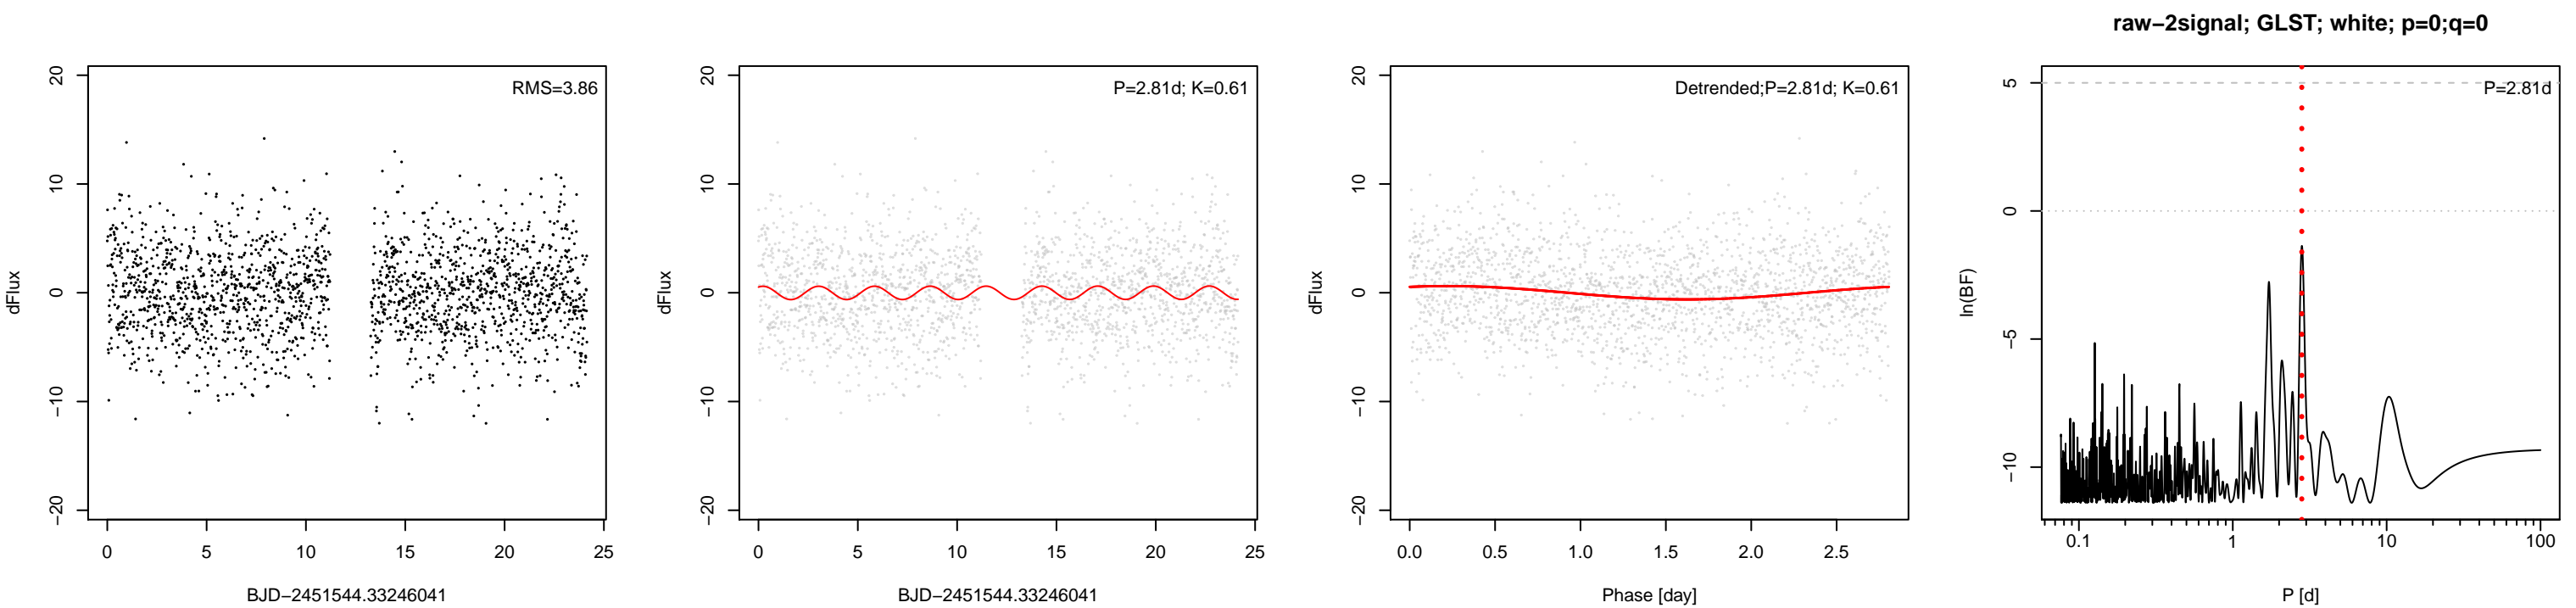 raw−2signal; GLST; white; p=0;q=0
RMS=3.86
dFlux
20
10
0
−10
−20
0 5 10 15 20 25
BJD−2451544.33246041
P=2.81d; K=0.61
dFlux
20
10
0
−10
−20
0 5 10 15 20 25
BJD−2451544.33246041
Detrended;P=2.81d; K=0.61
dFlux
20
10
0
−10
−20
0.0 0.5 1.0 1.5 2.0 2.5
Phase [day]
P=2.81d
ln(BF)
5
0
−5
−10
0.1 1 10 100
P [d]